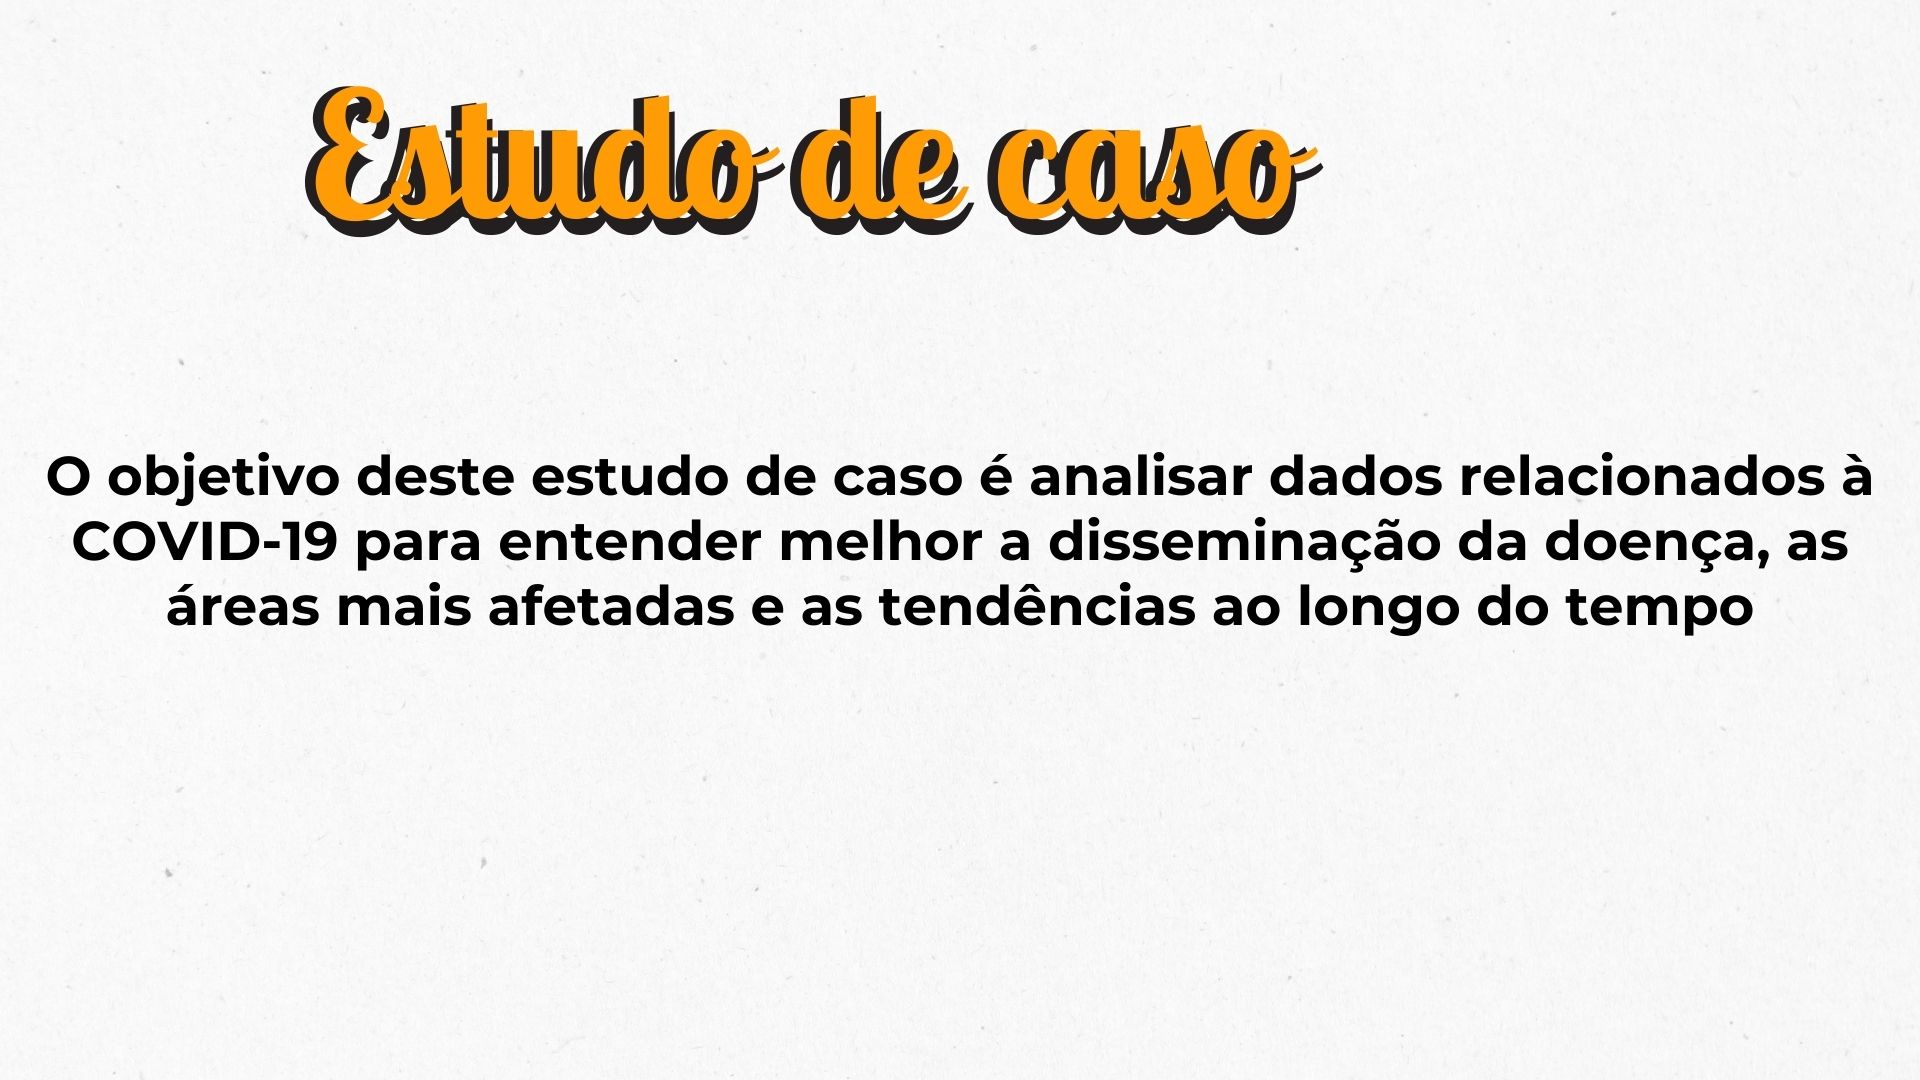 Estudo de caso
O objetivo deste estudo de caso é analisar dados relacionados à
COVID-19 para entender melhor a disseminação da doença, as
áreas mais afetadas e as tendências ao longo do tempo